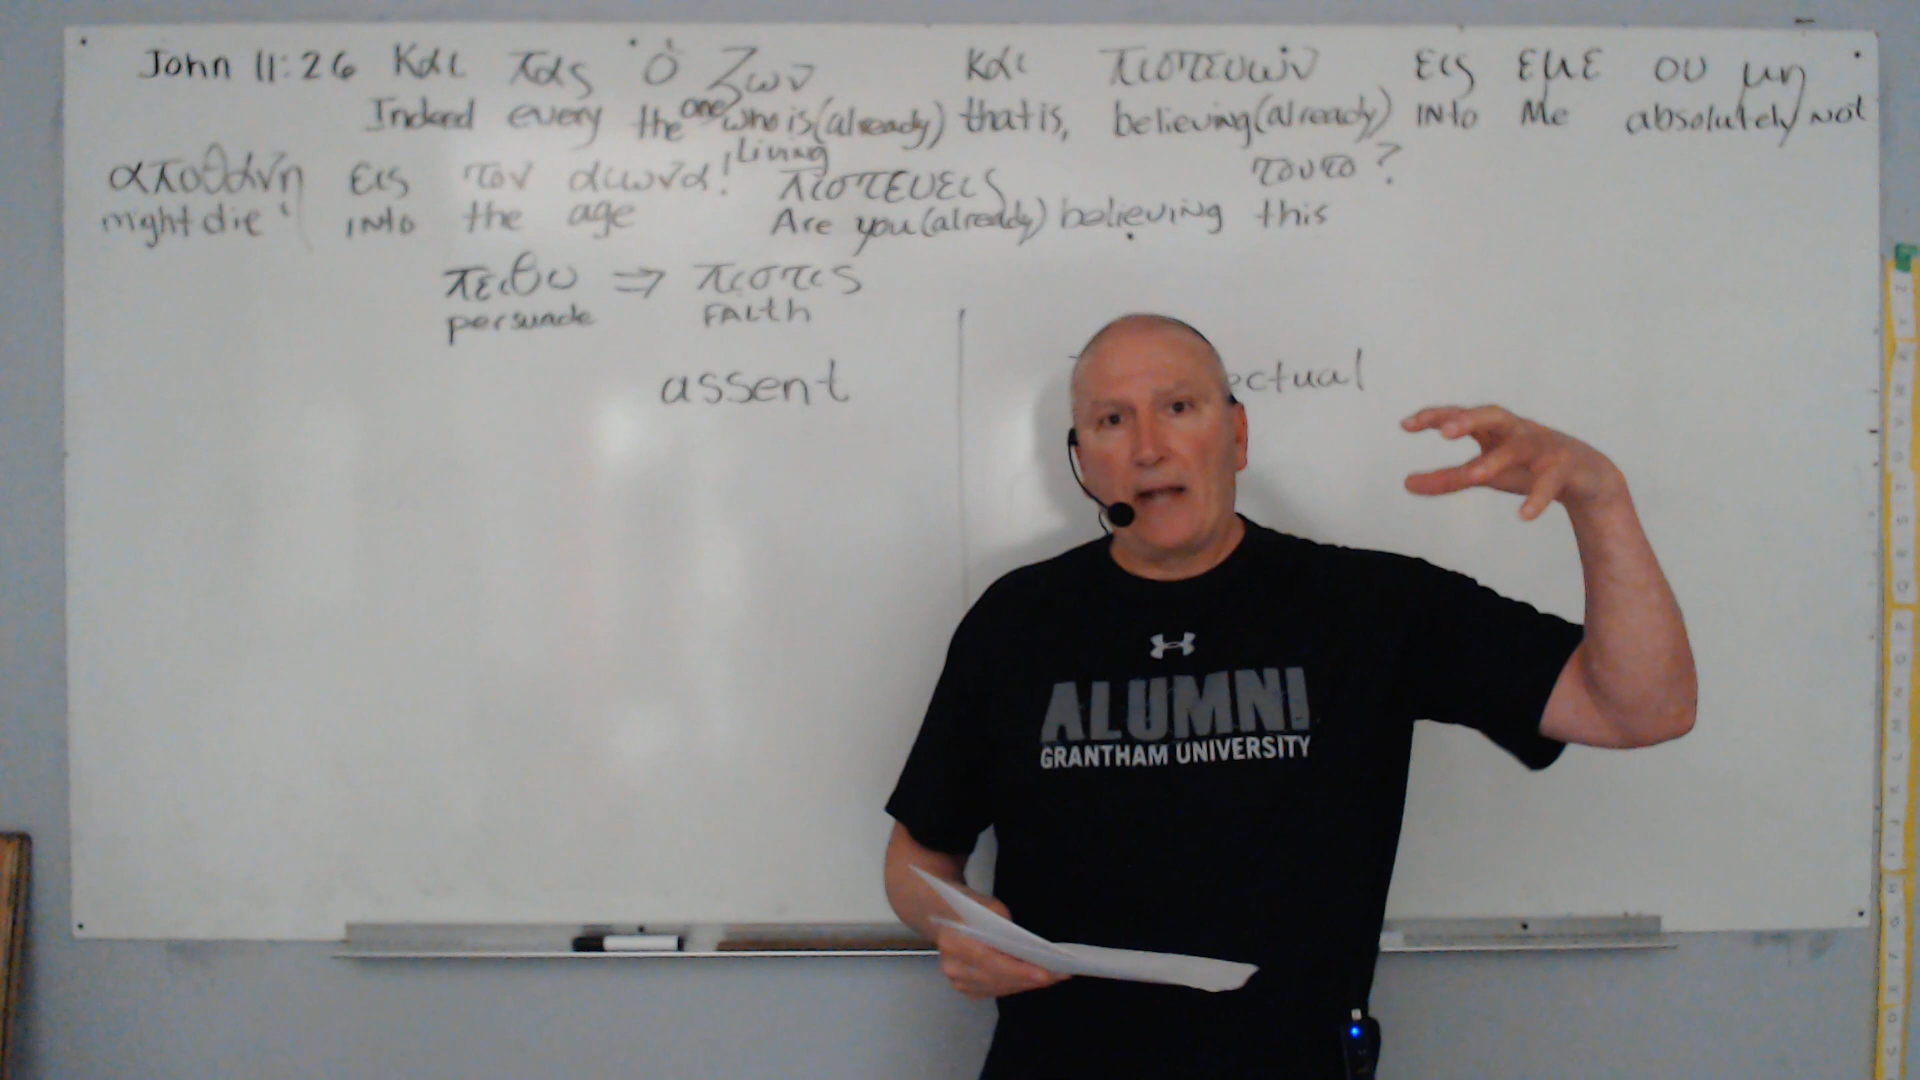 John 11:26 Και πας ὁ Ζων και πιστευων εις εμε ου μη
Indeed every the one who is (already) that is, believing (already) INto Me absolutely not
Living
αποθανη εις τον αιωνα! πιστευεις τουτο?
might die INto the age Are you (already) believing this
πειθω ⇒ πιστις
persuade FAith
assent ectual
ALUMNI
GRANTHAM UNIVERSITY